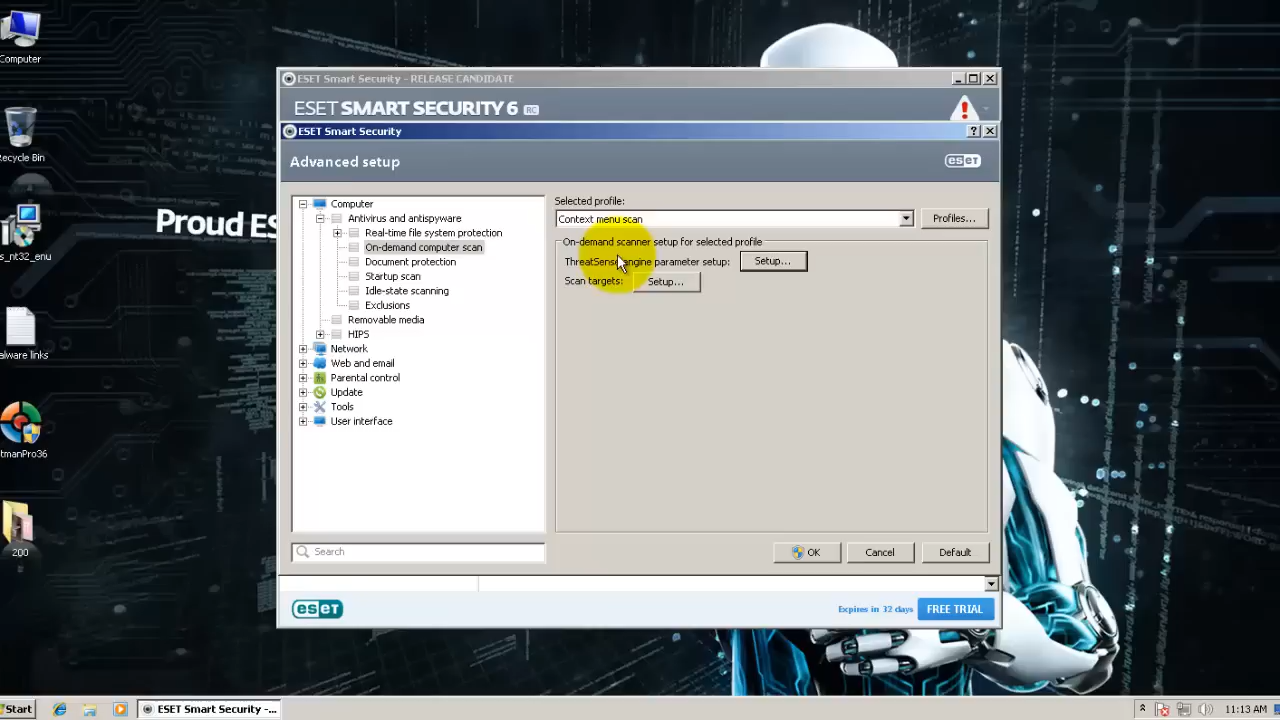 Computer
Recycle Bin
Proud ES
ESET Smart Security - RELEASE CANDIDATE
ESET SMART SECURITY 6 RC
ESET Smart Security
Advanced setup
eset
Computer
Antivirus and antispyware
Real-time file system protection
On-demand computer scan
Document protection
Startup scan
Idle-state scanning
Exclusions
Removable media
HIPS
Network
Web and email
Parental control
Update
Tools
User interface
Search
Selected profile:
Context menu scan
Profiles...
On-demand scanner setup for selected profile
ThreatSense engine parameter setup:
Setup...
Scan targets:
Setup...
OK
Cancel
Default
eset
Expires in 32 days
FREE TRIAL
s_nz_enu
alware links
tmanPro36
200
Start
ESET Smart Security -...
11:13 AM